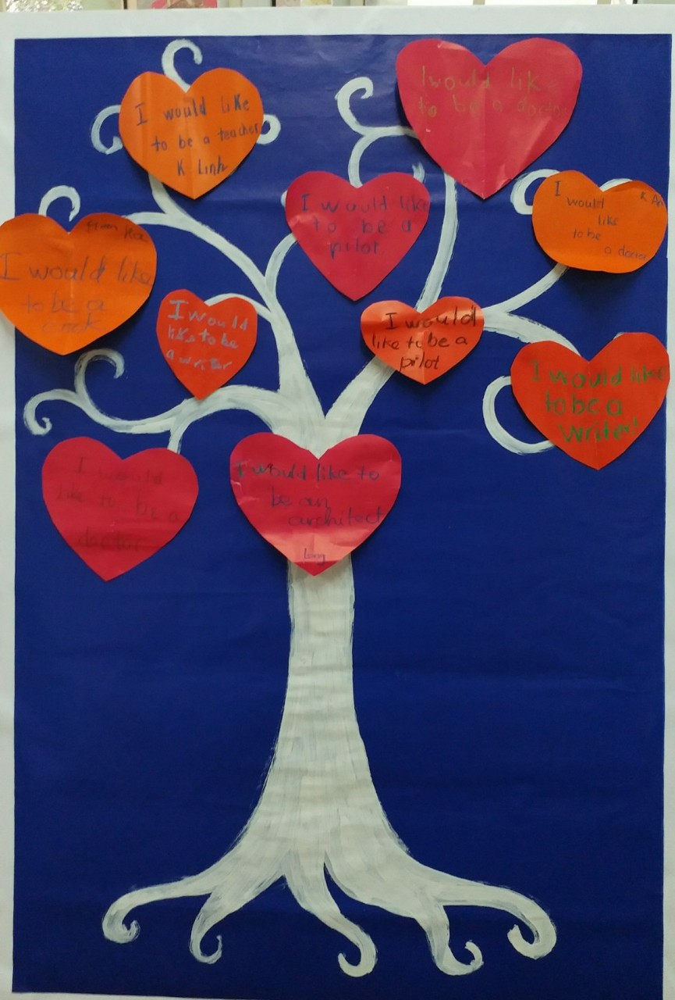 I would like
to be a teacher
K Linh
I would lik
to be a doctor
I would like
to be a
pilot
K An
I
would
like
to be
a doctor
from
I would like
to be a
cook
I would
like to be
a writer
I would
like to be a
pilot
I would like
to be a
writer!
I would
like to be a
doctor
I would like to
be an
architect
Long